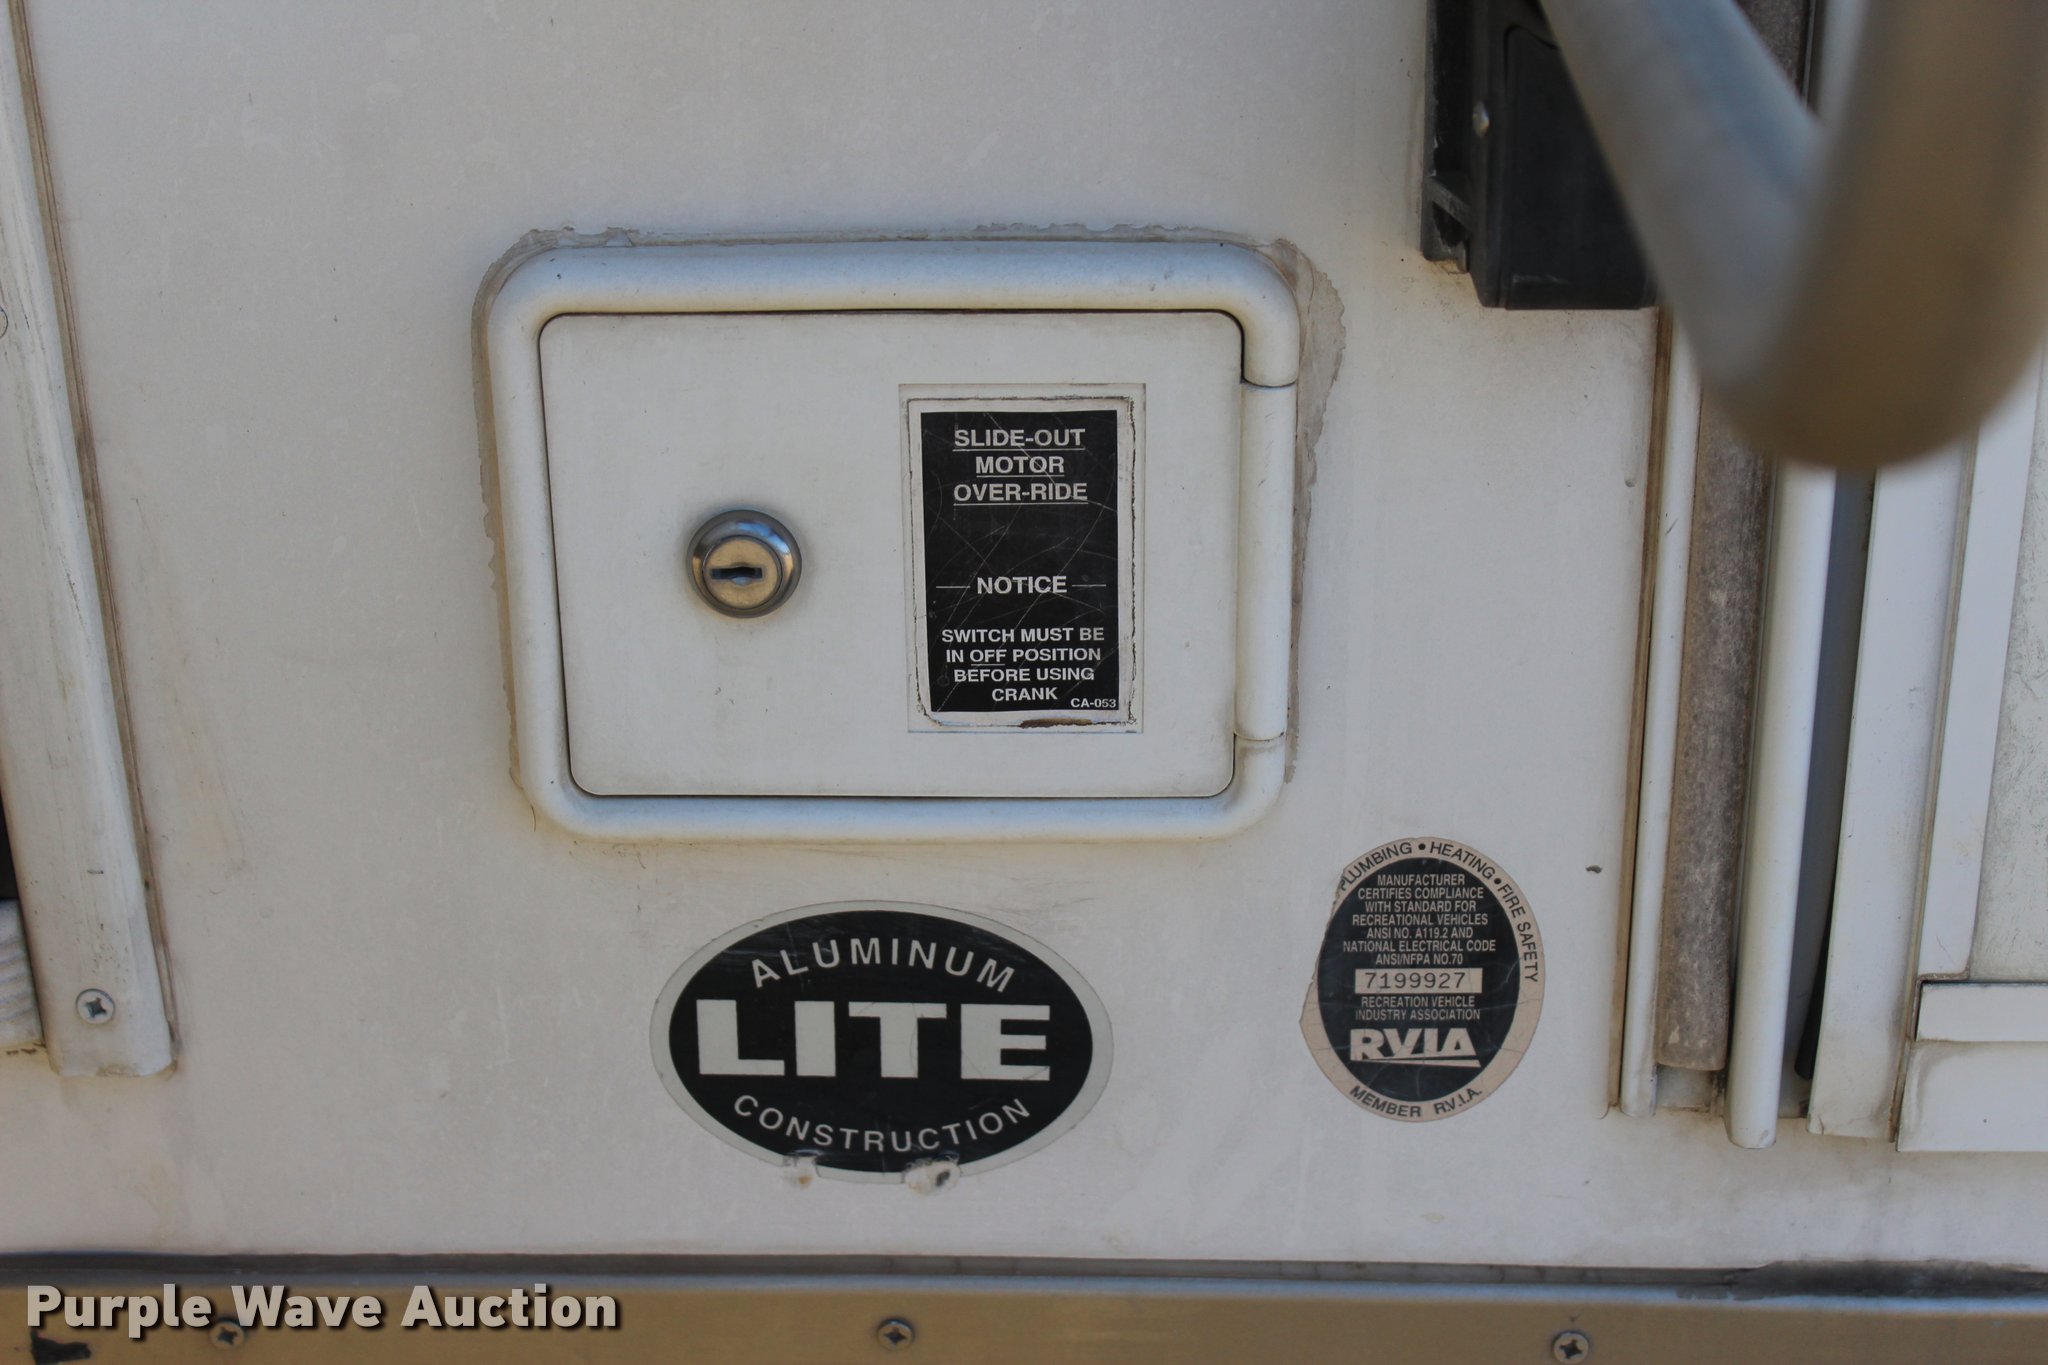 SLIDE-OUT
MOTOR
OVER-RIDE
NOTICE
SWITCH MUST BE
IN OFF POSITION
BEFORE USING
CRANK
CA-053
ALUMINUM
LITE
CONSTRUCTION
PLUMBING • HEATING • FIRE SAFETY
MANUFACTURER
CERTIFIES COMPLIANCE
WITH STANDARD FOR
RECREATIONAL VEHICLES
ANSI NO. A119.2 AND
NATIONAL ELECTRICAL CODE
ANSI/NFPA NO.70
7199927
RECREATION VEHICLE
INDUSTRY ASSOCIATION
RVIA
MEMBER R.V.I.A.
Purple Wave Auction